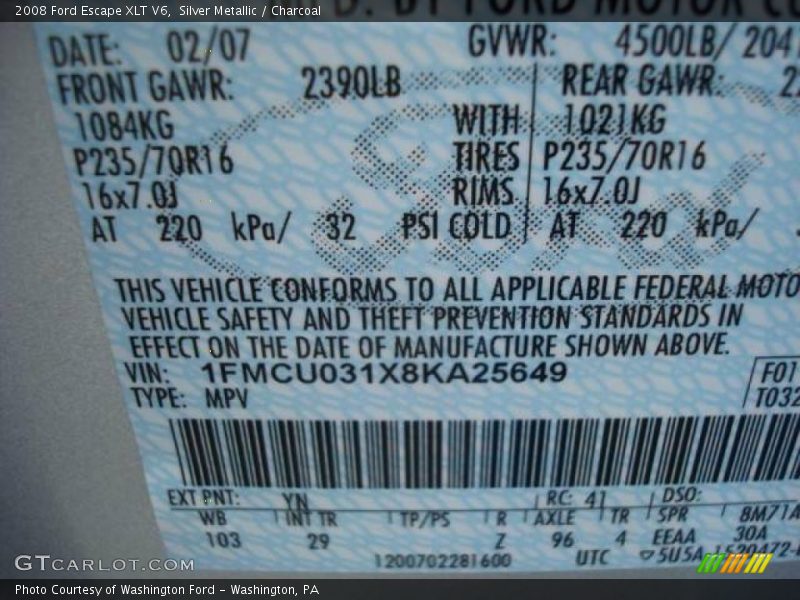 2008 Ford Escape XLT V6, Silver Metallic / Charcoal
D. BY FORD MOTOR CO
DATE: 02/07 GVWR: 4500LB/ 204
FRONT GAWR: 2390LB REAR GAWR:
1084KG WITH 1021KG
P235/70R16 TIRES P235/70R16
16x7.0J RIMS 16x7.0J
AT 220 kPa/ 32 PSI COLD AT 220 kPa/
THIS VEHICLE CONFORMS TO ALL APPLICABLE FEDERAL MOTO
VEHICLE SAFETY AND THEFT PREVENTION STANDARDS IN
EFFECT ON THE DATE OF MANUFACTURE SHOWN ABOVE.
VIN: 1FMCU031X8KA25649 F01
TYPE: MPV T032
EXT PNT: YN RC: 41 DSO:
WB INT TR TP/PS R AXLE TR SPR 8M71A
103 29 Z 96 4 EEAA 30A
1200702281600 UTC 5U5A
GTCARLOT.COM
Photo Courtesy of Washington Ford - Washington, PA